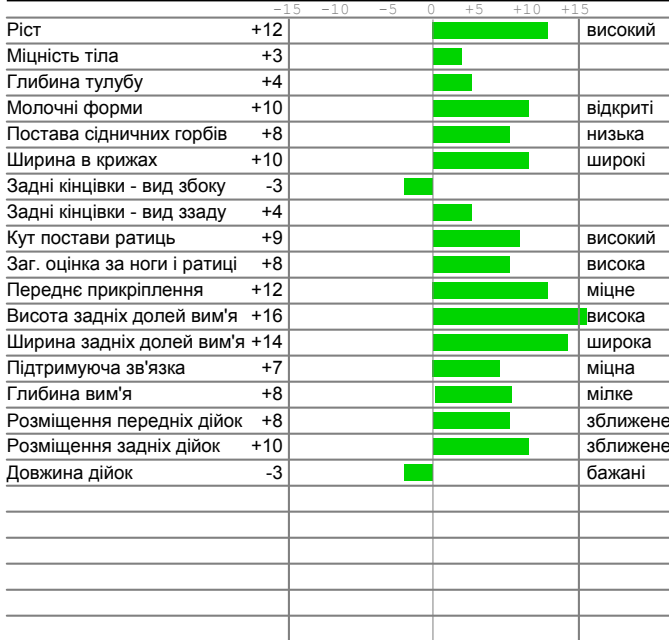 -15 -10 -5 0 +5 +10 +15
Ріст +12 високий
Міцність тіла +3
Глибина тулубу +4
Молочні форми +10 відкриті
Постава сідничних горбів +8 низька
Ширина в крижах +10 широкі
Задні кінцівки - вид збоку -3
Задні кінцівки - вид ззаду +4
Кут постави ратиць +9 високий
Заг. оцінка за ноги і ратиці +8 висока
Переднє прикріплення +12 міцне
Висота задніх долей вим'я +16 висока
Ширина задніх долей вим'я +14 широка
Підтримуюча зв'язка +7 міцна
Глибина вим'я +8 мілке
Розміщення передніх дійок +8 зближене
Розміщення задніх дійок +10 зближене
Довжина дійок -3 бажані